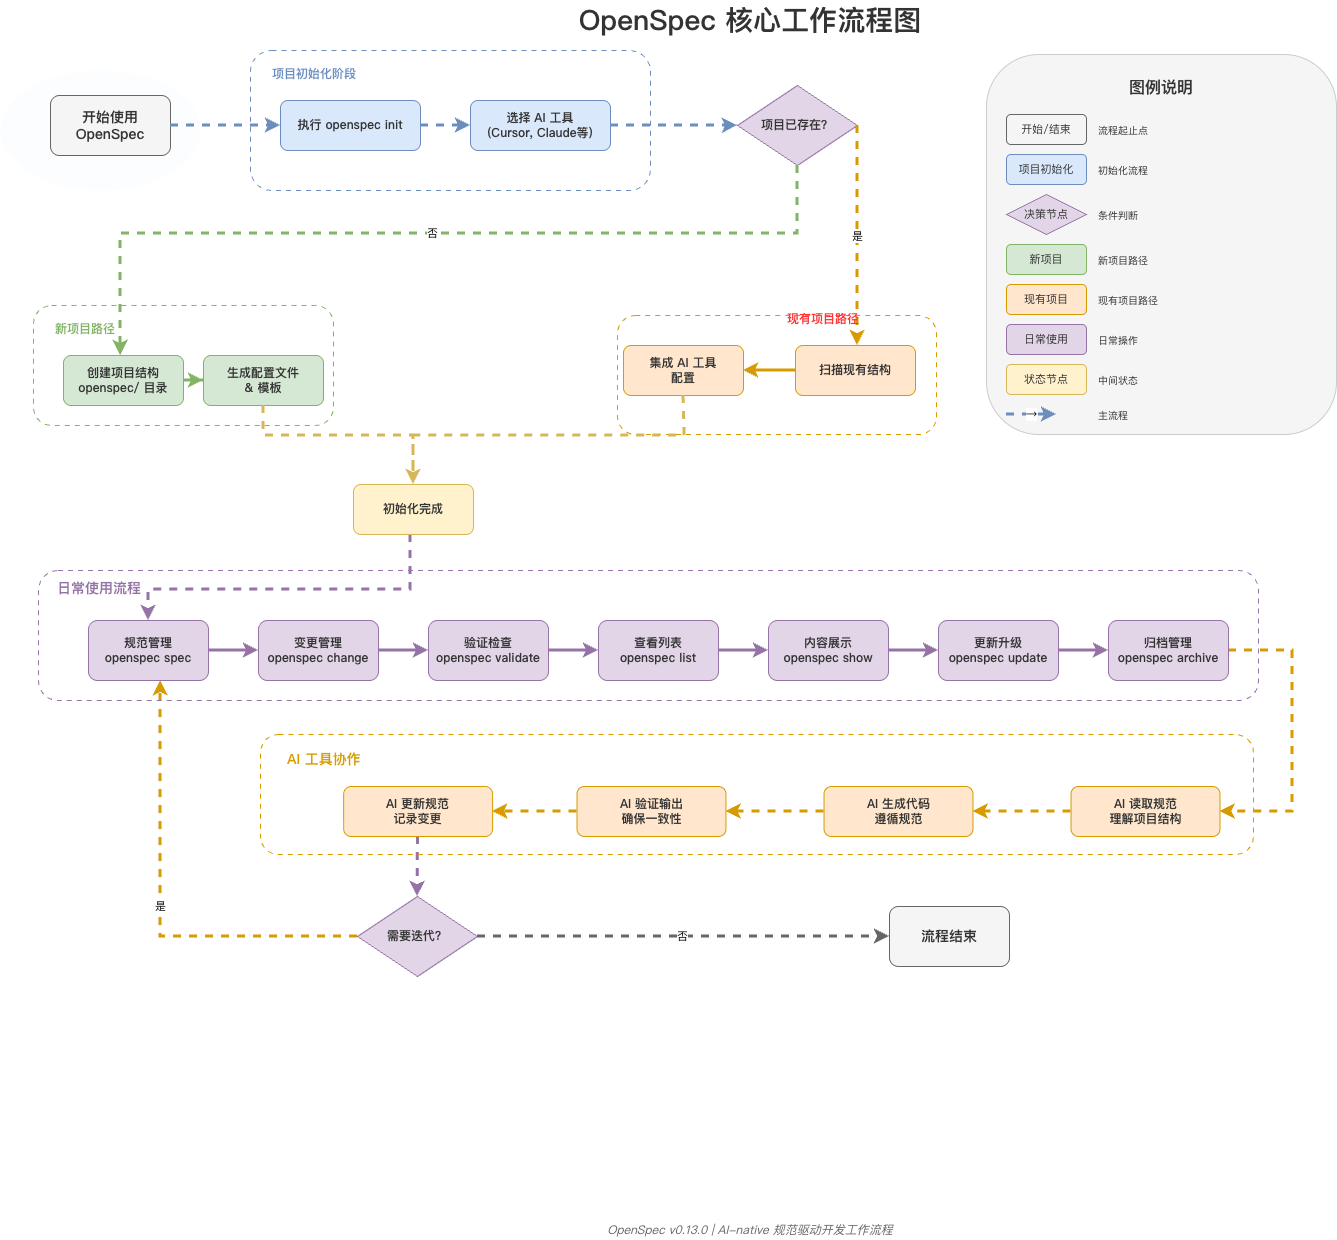 OpenSpec 核心工作流程图
项目初始化阶段
开始使用
OpenSpec
执行 openspec init
选择 AI 工具
(Cursor, Claude等)
项目已存在?
否
是
图例说明
开始/结束
流程起止点
项目初始化
初始化流程
决策节点
条件判断
新项目
新项目路径
现有项目
现有项目路径
日常使用
日常操作
状态节点
中间状态
→
主流程
新项目路径
创建项目结构
openspec/ 目录
生成配置文件
& 模板
现有项目路径
集成 AI 工具
配置
扫描现有结构
初始化完成
日常使用流程
规范管理
openspec spec
变更管理
openspec change
验证检查
openspec validate
查看列表
openspec list
内容展示
openspec show
更新升级
openspec update
归档管理
openspec archive
AI 工具协作
AI 更新规范
记录变更
AI 验证输出
确保一致性
AI 生成代码
遵循规范
AI 读取规范
理解项目结构
是
需要迭代?
否
流程结束
OpenSpec v0.13.0 | AI-native 规范驱动开发工作流程